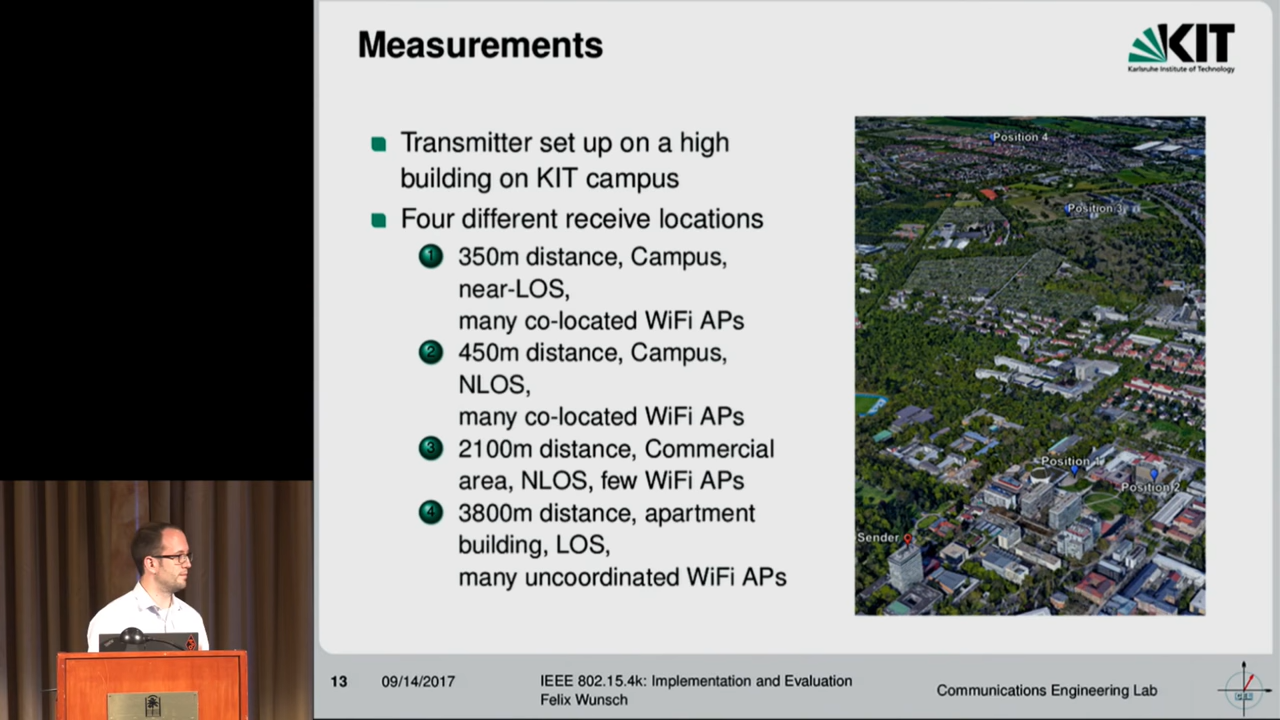 Measurements
KIT
Karlsruhe Institute of Technology
Transmitter set up on a high
building on KIT campus
Four different receive locations
1 350m distance, Campus,
near-LOS,
many co-located WiFi APs
2 450m distance, Campus,
NLOS,
many co-located WiFi APs
3 2100m distance, Commercial
area, NLOS, few WiFi APs
4 3800m distance, apartment
building, LOS,
many uncoordinated WiFi APs
Position 4
Position 3
Position 1
Position 2
Sender
13 09/14/2017
IEEE 802.15.4k: Implementation and Evaluation
Felix Wunsch
Communications Engineering Lab